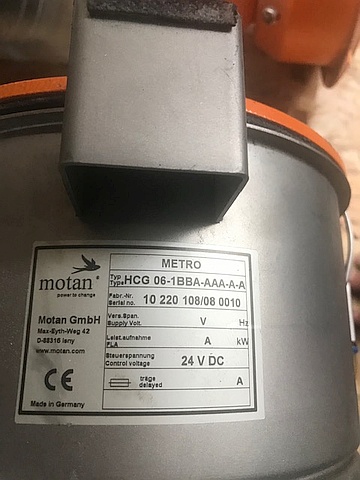 METRO
motan®
power to change
Typ
Type HCG 06-1BBA-AAA-A-A
Fabr.-Nr.
Serial no. 10 220 108/08 0010
Motan GmbH
Max-Eyth-Weg 42
D-88316 Isny
www.motan.com
Vers.Span.
Supply Volt. V Hz
Leist.aufnahme
FLA A kW
Steuerspannung
Control voltage 24 V DC
träge
delayed A
CE
Made in Germany